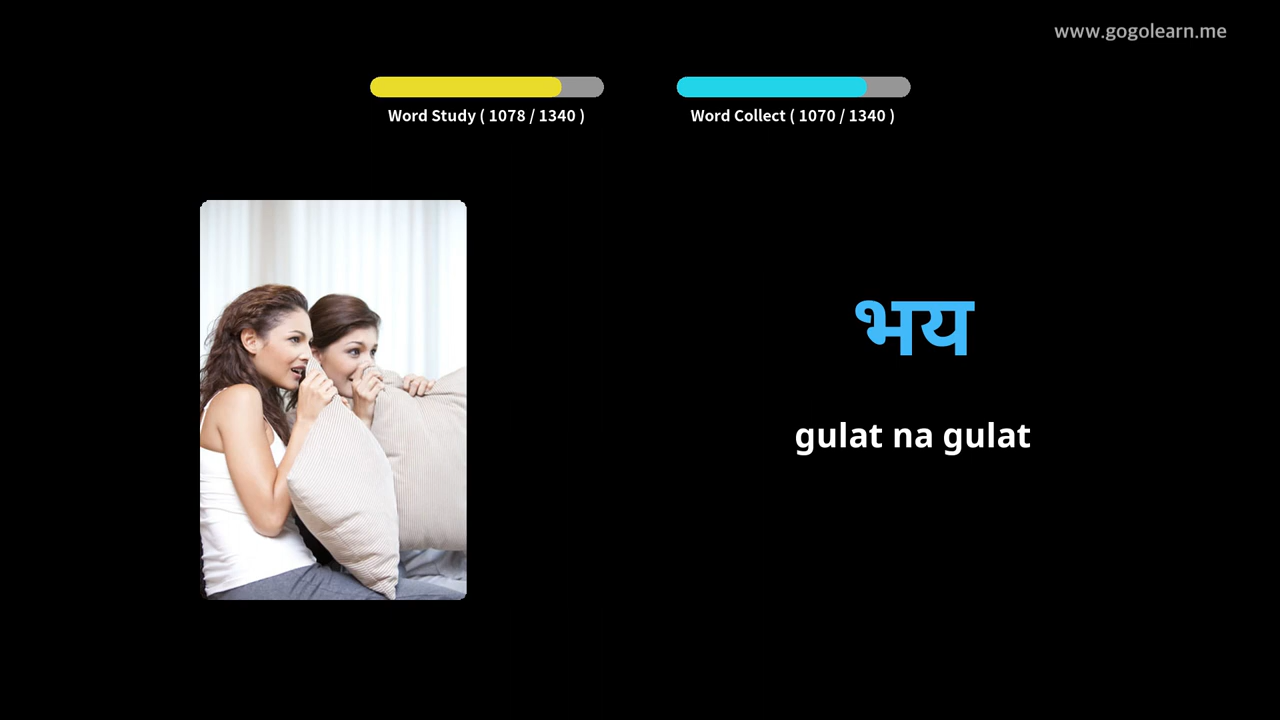 www.gogolearn.me
Word Study ( 1078 / 1340 )
Word Collect ( 1070 / 1340 )
भय
gulat na gulat